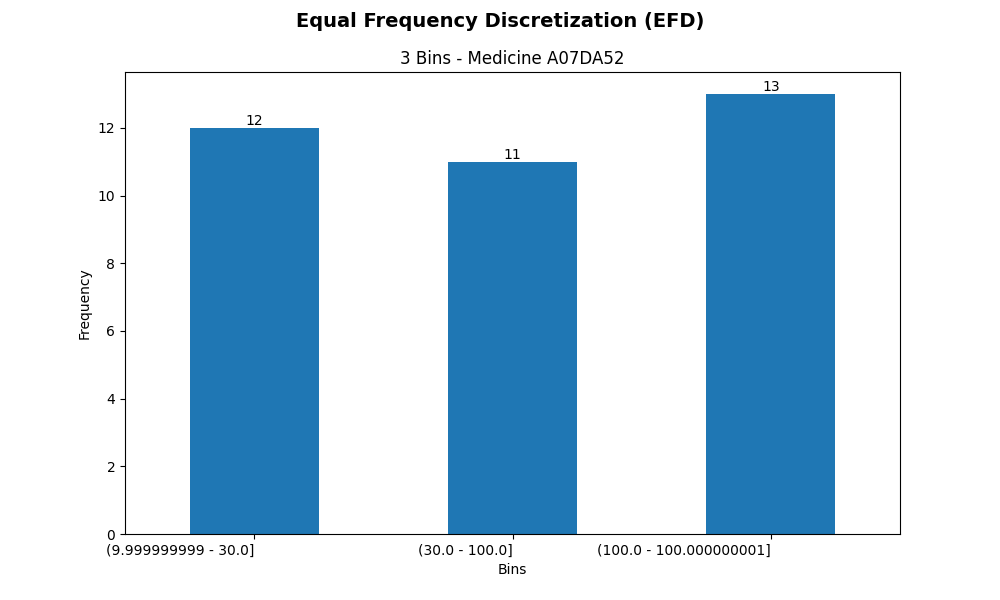 Equal Frequency Discretization (EFD)
3 Bins - Medicine A07DA52
13
12
11
12
10
8
6
4
2
0
Frequency
(9.999999999 - 30.0]
(30.0 - 100.0]
(100.0 - 100.000000001]
Bins